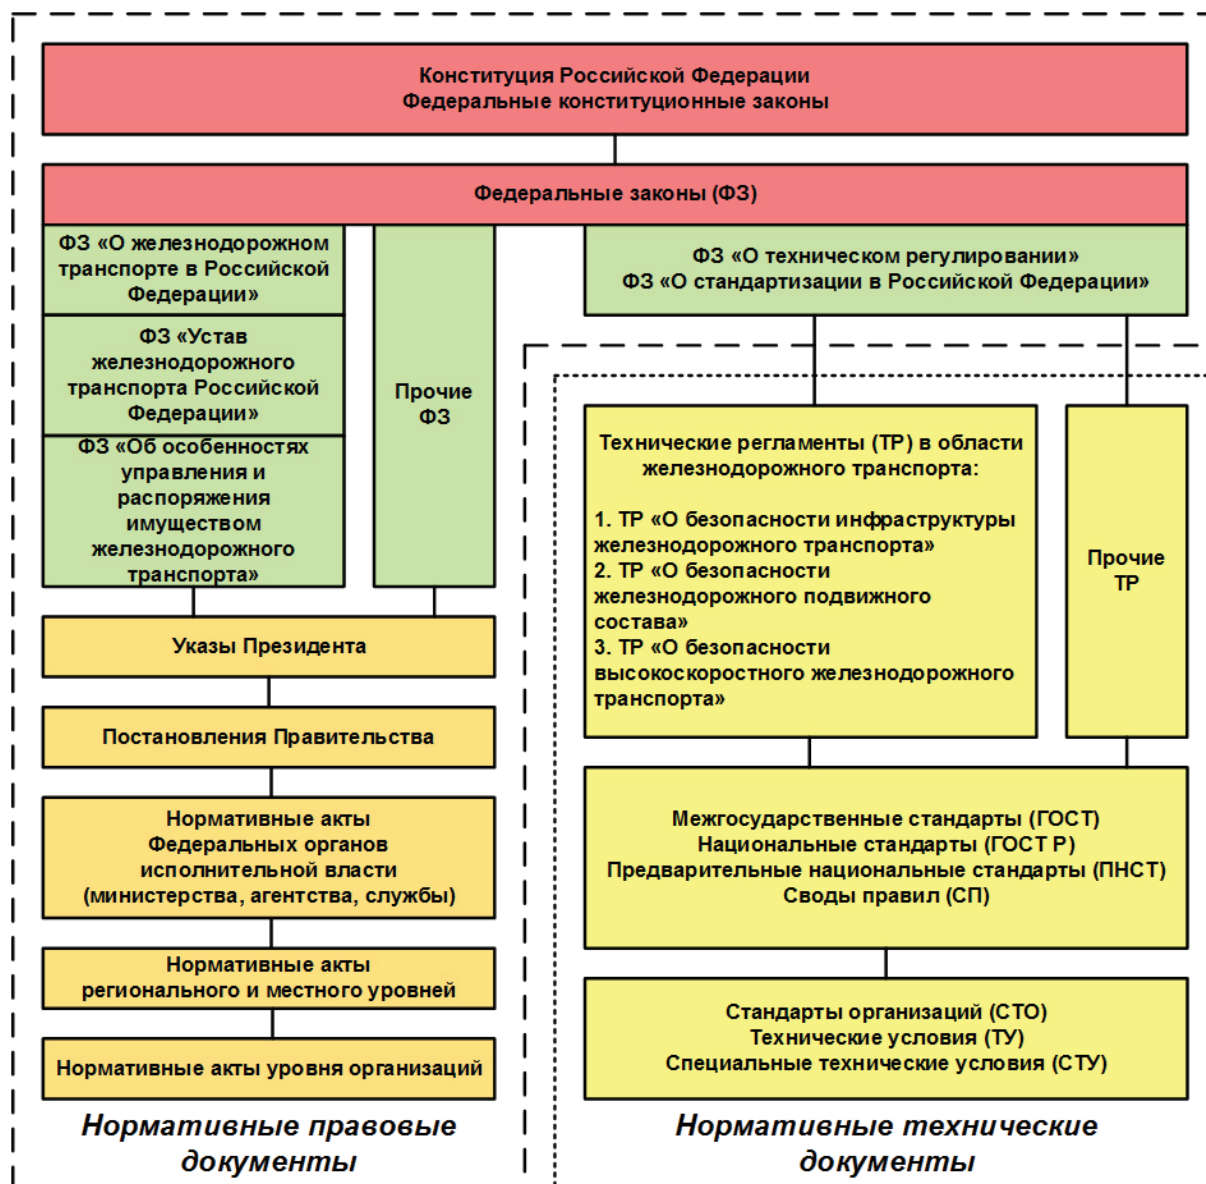 Конституция Российской Федерации
Федеральные конституционные законы
Федеральные законы (ФЗ)
ФЗ «О железнодорожном
транспорте в Российской
Федерации»
ФЗ «Устав
железнодорожного
транспорта Российской
Федерации»
ФЗ «Об особенностях
управления и
распоряжения
имуществом
железнодорожного
транспорта»
Прочие
ФЗ
ФЗ «О техническом регулировании»
ФЗ «О стандартизации в Российской Федерации»
Указы Президента
Постановления Правительства
Нормативные акты
Федеральных органов
исполнительной власти
(министерства, агентства, службы)
Нормативные акты
регионального и местного уровней
Нормативные акты уровня организаций
Нормативные правовые
документы
Технические регламенты (ТР) в области
железнодорожного транспорта:
1. ТР «О безопасности инфраструктуры
железнодорожного транспорта»
2. ТР «О безопасности
железнодорожного подвижного
состава»
3. ТР «О безопасности
высокоскоростного железнодорожного
транспорта»
Прочие
ТР
Межгосударственные стандарты (ГОСТ)
Национальные стандарты (ГОСТ Р)
Предварительные национальные стандарты (ПНСТ)
Своды правил (СП)
Стандарты организаций (СТО)
Технические условия (ТУ)
Специальные технические условия (СТУ)
Нормативные технические
документы